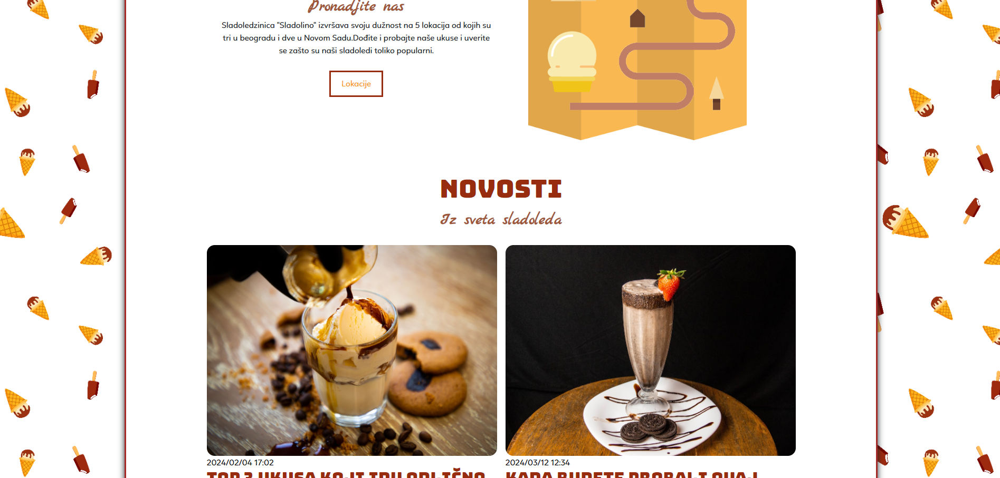 Pronadjite nas
Sladoledzinica "Sladolino" izvršava svoju dužnost na 5 lokacija od kojih su
tri u beogradu i dve u Novom Sadu.Dođite i probajte naše ukuse i uverite
se zašto su naši sladoledi toliko popularni.
Lokacije
NOVOSTI
Iz sveta sladoleda
2024/02/04 17:02
2024/03/12 12:34
TOP 3 UKUSA KOJI IDU ODLIČNO
KADA BUDETE PROBALI OVAJ